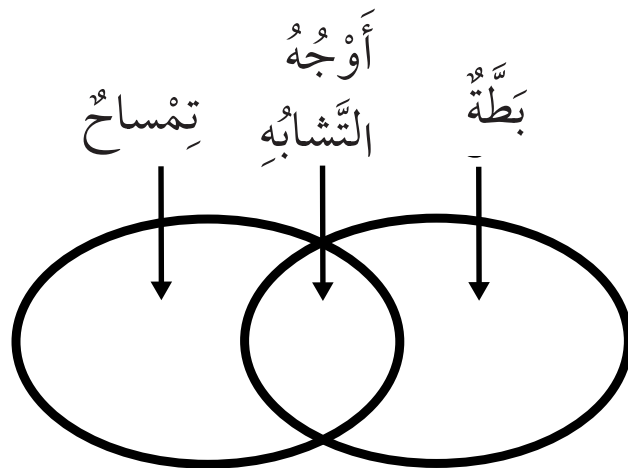 بَطَّةٌ
أَوْجُهُ
التَّشابُهِ
تِمْساحٌ